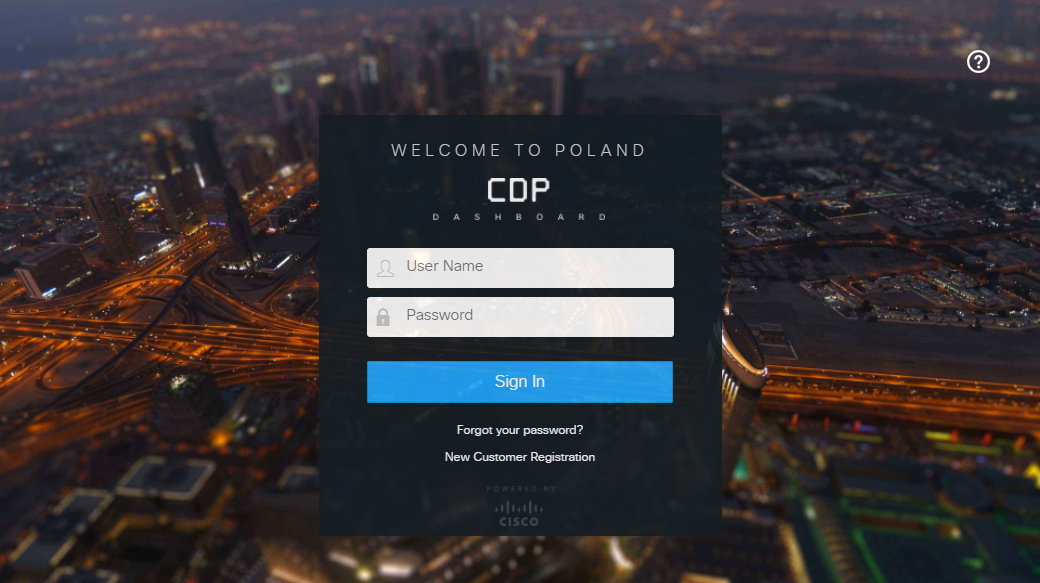 ?
WELCOME TO POLAND
CDP
DASHBOARD
User Name
Password
Sign In
Forgot your password?
New Customer Registration
POWERED BY
CISCO